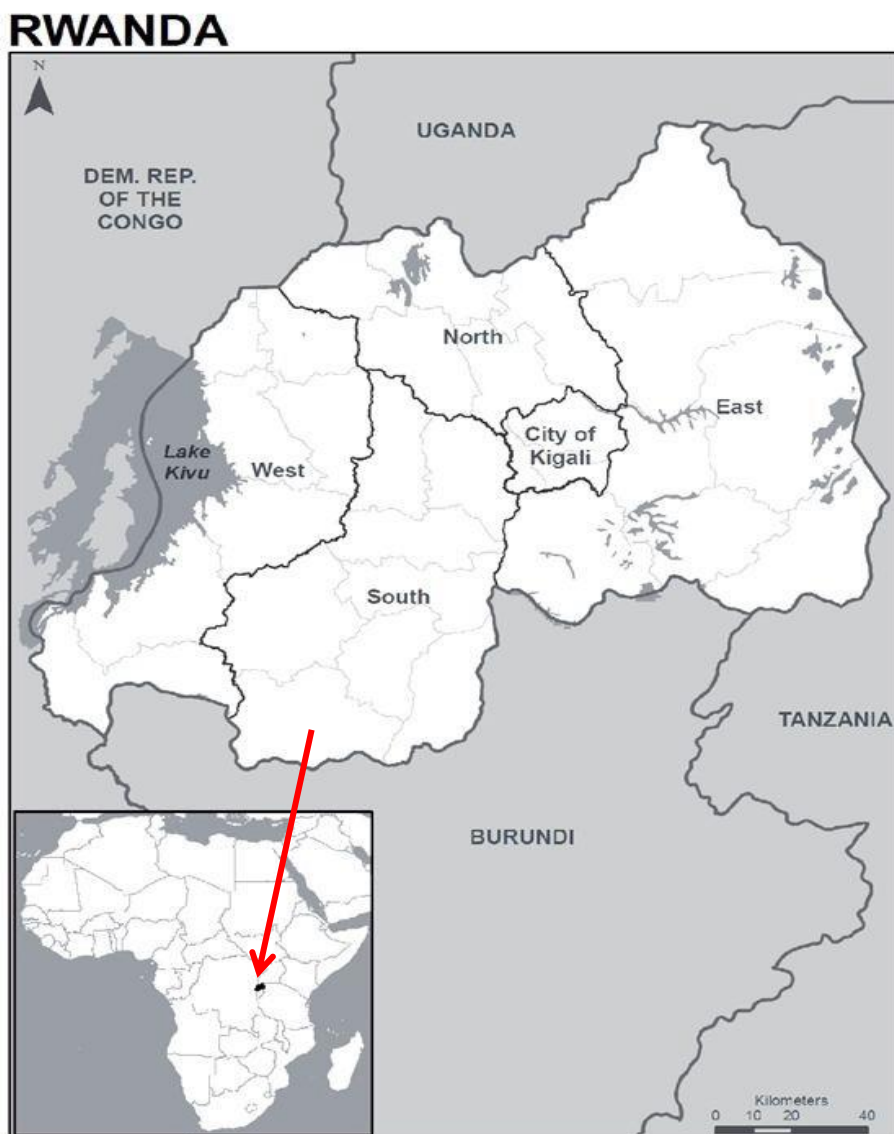 RWANDA
N
UGANDA
DEM. REP.
OF THE
CONGO
North
East
City of
Kigali
Lake
Kivu
West
South
TANZANIA
BURUNDI
Kilometers
0 10 20 40